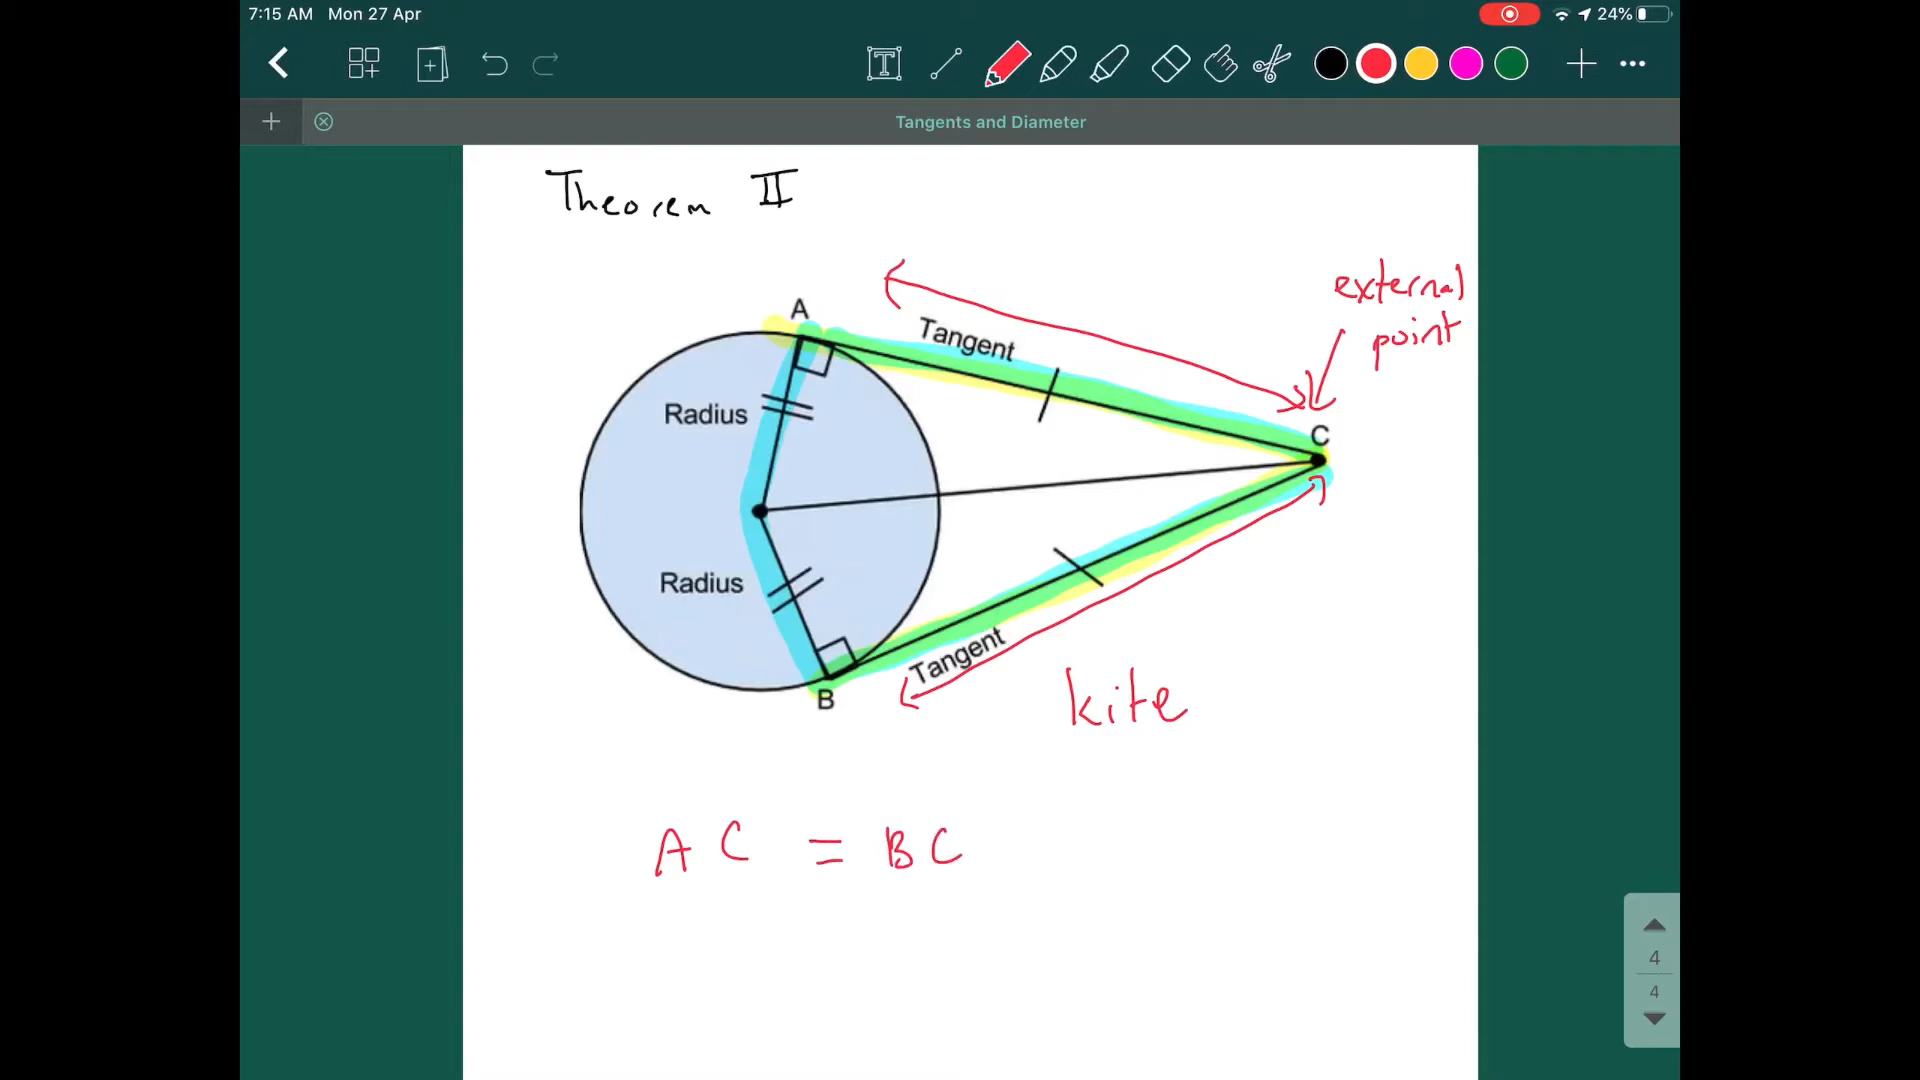 7:15 AM Mon 27 Apr
24%
T
Tangents and Diameter
Theorem II
external
point
A
Tangent
C
Radius
Radius
Tangent
B
kite
AC = BC
4
4